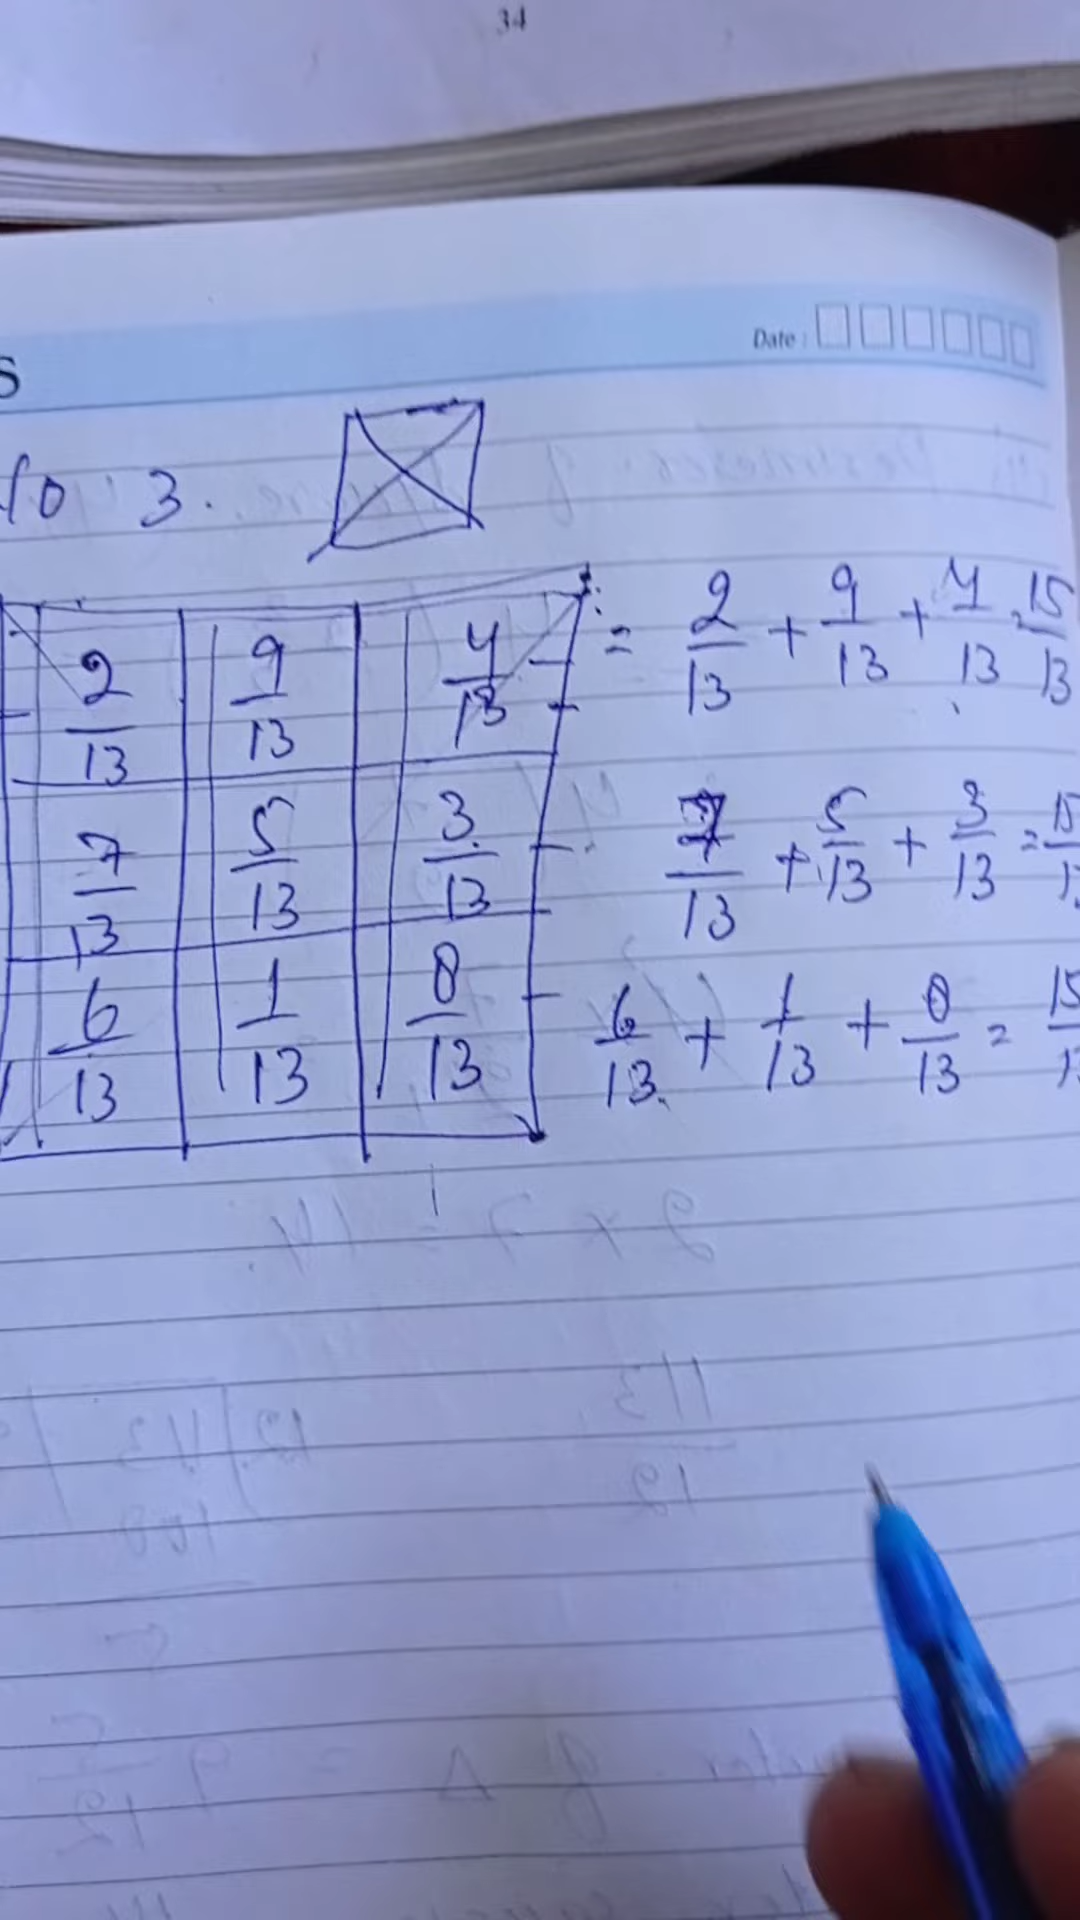 34
S
Date :
No 3.
2/13 9/13 4/13 = 2/13 + 9/13 + 4/13 = 15/13
7/13 5/13 3/13 7/13 + 5/13 + 3/13 = 15/13
6/13 1/13 8/13 6/13 + 1/13 + 8/13 = 15/13